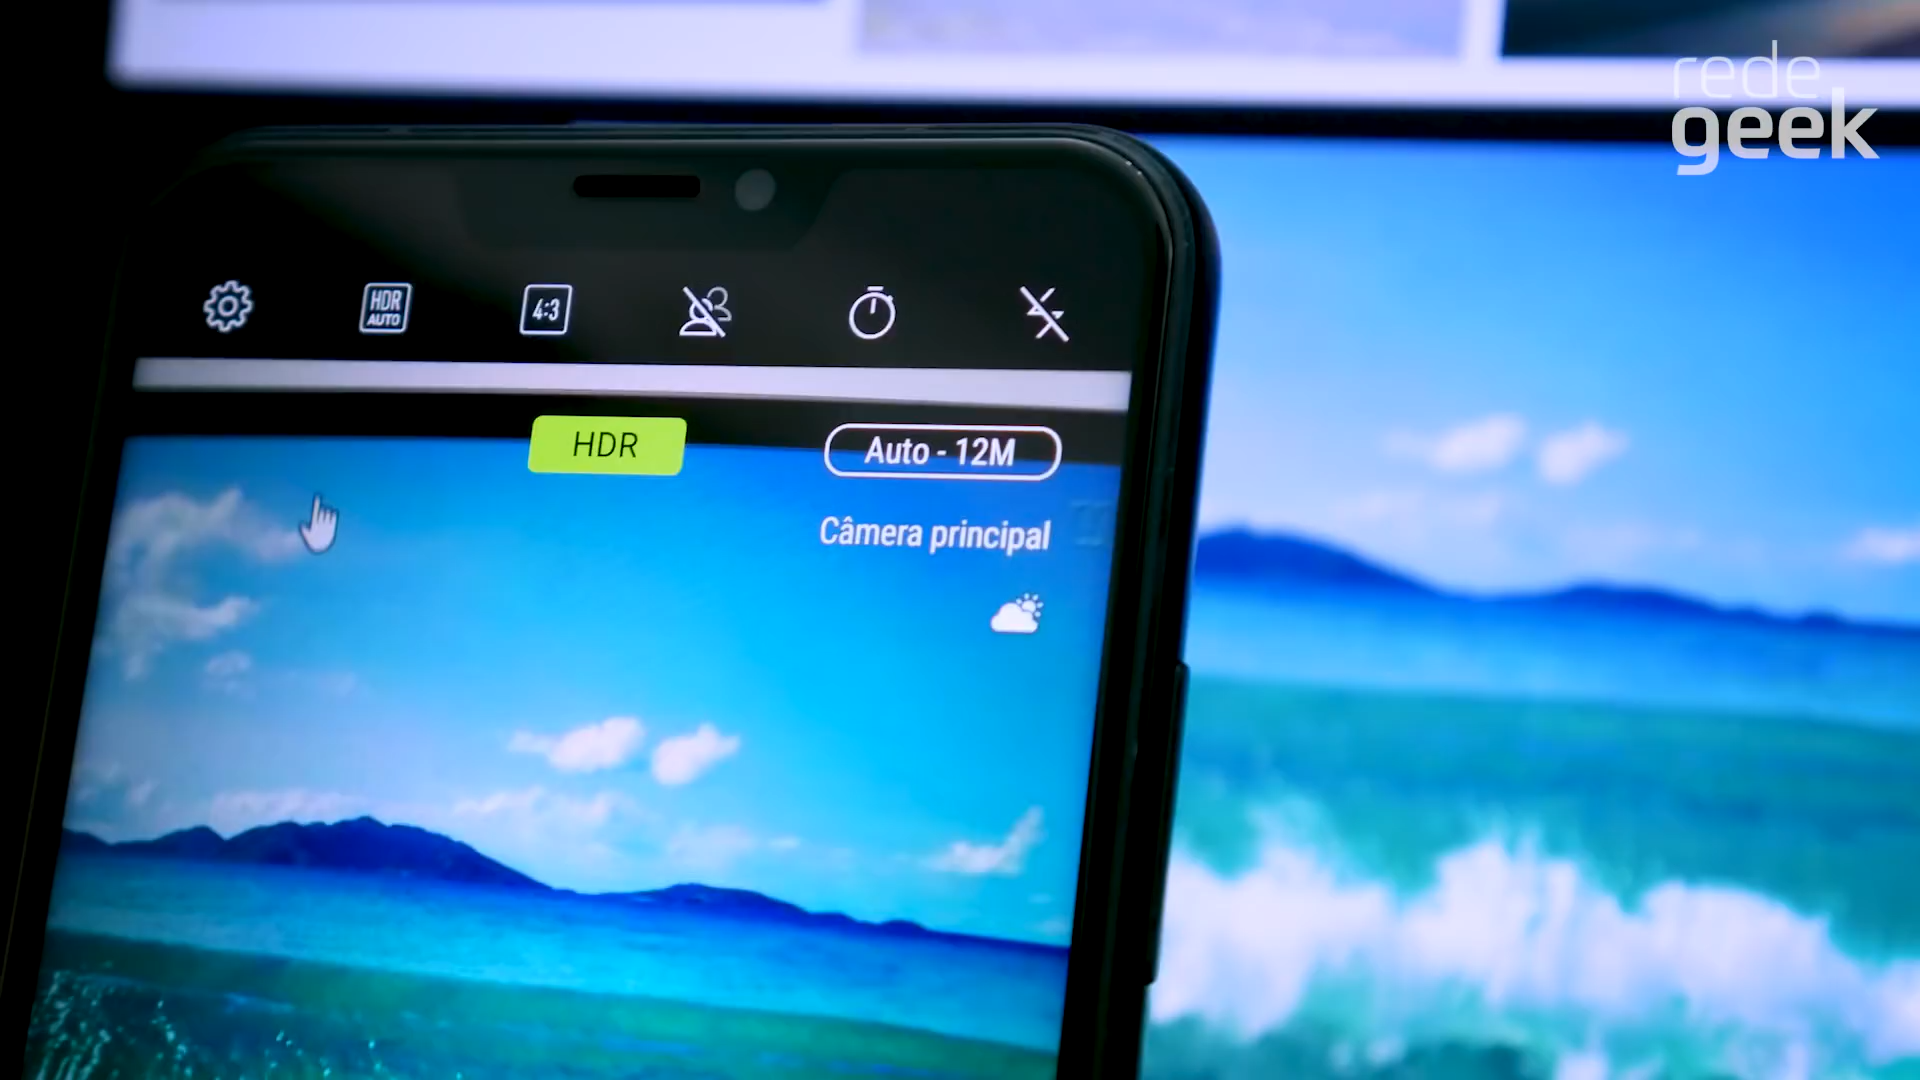 rede
geek
HDR
AUTO
4:3
HDR
Auto - 12M
Câmera principal